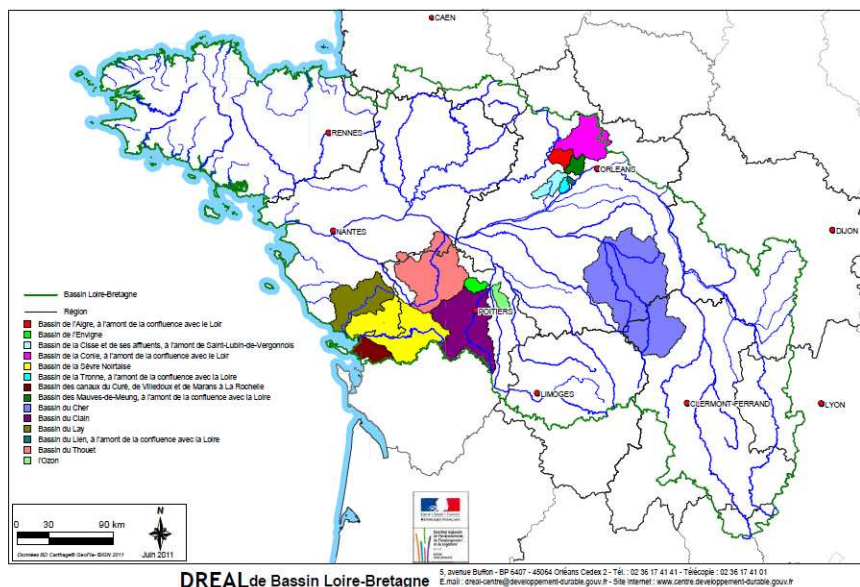 CAEN
RENNES
ORLEANS
NANTES
DIJON
POITIERS
LIMOGES
CLERMONT-FERRAND
LYON
Bassin Loire-Bretagne
Région
Bassin de l'Aigre, à l'amont de la confluence avec le Loir
Bassin de l'Envigne
Bassin de la Cisse et de ses affluents, à l'amont de Saint-Lubin-de-Vergonnois
Bassin de la Conie, à l'amont de la confluence avec le Loir
Bassin de la Sèvre Nortaise
Bassin de la Tronne, à l'amont de la confluence avec la Loire
Bassin des canaux du Curé, de Villedoux et de Marans à La Rochelle
Bassin des Mauves-de-Meung, à l'amont de la confluence avec la Loire
Bassin du Cher
Bassin du Clain
Bassin du Lay
Bassin du Lien, à l'amont de la confluence avec la Loire
Bassin du Thouet
l'Ozon
0 30 90 km
N
Juin 2011
Données BD Carthage® GeoFla-®IGN 2011
DREAL de Bassin Loire-Bretagne
5, avenue Buffon - BP 6407 - 45064 Orléans Cedex 2 - Tél. : 02 36 17 41 41 - Télécopie : 02 36 17 41 01
E.mail : dreal-centre@developpement-durable.gouv.fr - Site Internet : www.centre.developpement-durable.gouv.fr